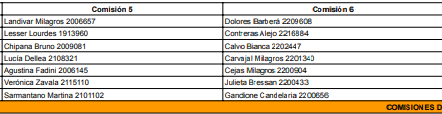 Comisión 5 Comisión 6
Landivar Milagros 2006657 Dolores Barberá 2209608
Lesser Lourdes 1913960 Contreras Alejo 2216884
Chipana Bruno 2009081 Calvo Bianca 2202447
Lucía Dellea 2108321 Carvajal Milagros 2201340
Agustina Fadini 2006145 Cejas Milagros 2200904
Verónica Zavala 2115110 Julieta Bressan 2200433
Sarmantano Martina 2101102 Gandione Candelaria 2200656
COMISIONES D